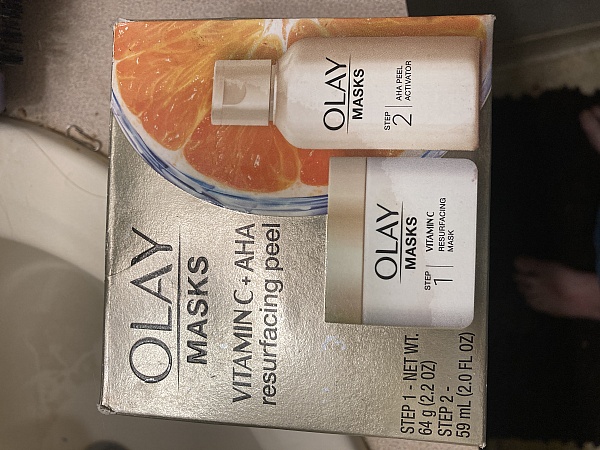 OLAY
MASKS
VITAMIN C + AHA
resurfacing peel
OLAY
MASKS
STEP
1
VITAMIN C
RESURFACING
MASK
OLAY
MASKS
STEP
2
AHA PEEL
ACTIVATOR
STEP 1 - NET WT.
64 g (2.2 OZ)
STEP 2 -
59 mL (2.0 FL OZ)